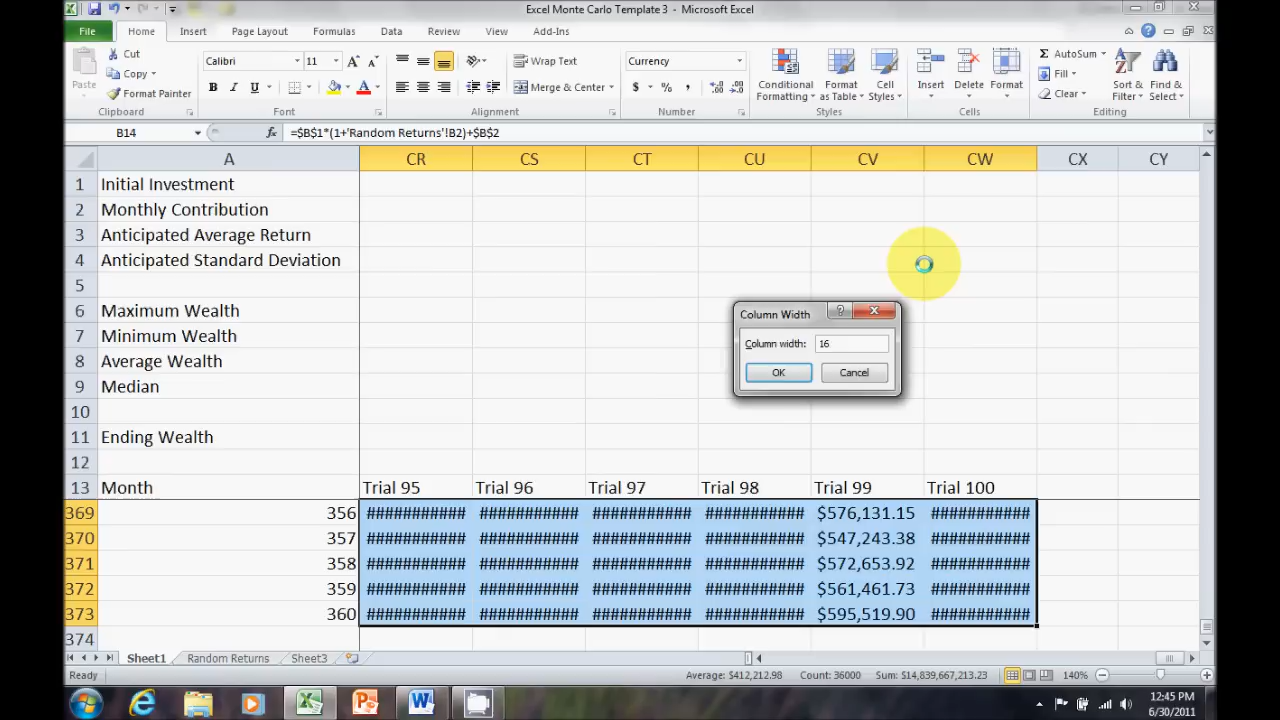 Excel Monte Carlo Template 3 - Microsoft Excel
File Home Insert Page Layout Formulas Data Review View Add-Ins
Paste
Cut
Copy
Format Painter
Clipboard
Calibri 11
B I U A
Font
Wrap Text
Merge & Center
Alignment
Currency
$ % ,
Number
Conditional Formatting
Format as Table
Cell Styles
Styles
Insert Delete Format
Cells
Σ AutoSum
Fill
Clear
Sort & Filter
Find & Select
Editing
B14 fx =$B$1*(1+'Random Returns'!B2)+$B$2
A CR CS CT CU CV CW CX CY
1 Initial Investment
2 Monthly Contribution
3 Anticipated Average Return
4 Anticipated Standard Deviation
5
6 Maximum Wealth
7 Minimum Wealth
8 Average Wealth
9 Median
10
11 Ending Wealth
12
13 Month Trial 95 Trial 96 Trial 97 Trial 98 Trial 99 Trial 100
369 356 ########### ########### ########### ########### $576,131.15 ###########
370 357 ########### ########### ########### ########### $547,243.38 ###########
371 358 ########### ########### ########### ########### $572,653.92 ###########
372 359 ########### ########### ########### ########### $561,461.73 ###########
373 360 ########### ########### ########### ########### $595,519.90 ###########
374
Column Width
Column width: 16
OK Cancel
Sheet1 Random Returns Sheet3
Ready Average: $412,212.98 Count: 36000 Sum: $14,839,667,213.23 140%
12:45 PM
6/30/2011